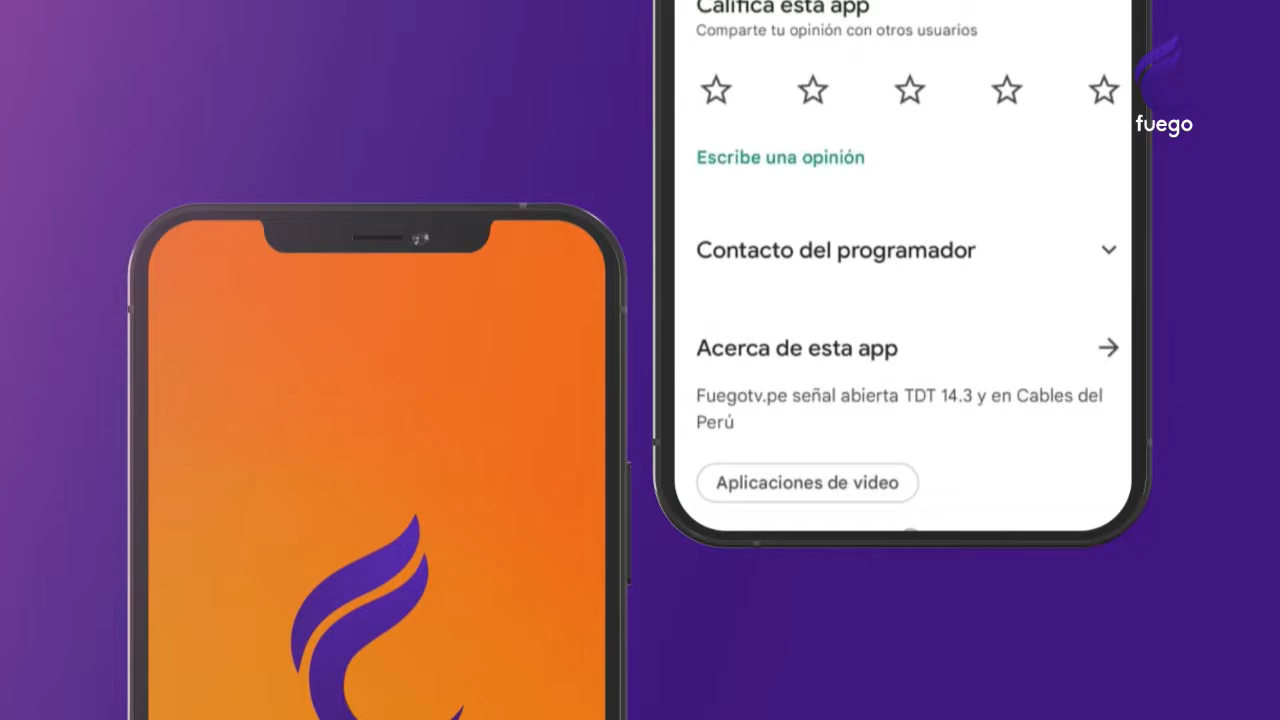 Califica esta app
Comparte tu opinión con otros usuarios
fuego
Escribe una opinión
Contacto del programador
Acerca de esta app
Fuegotv.pe señal abierta TDT 14.3 y en Cables del
Perú
Aplicaciones de video